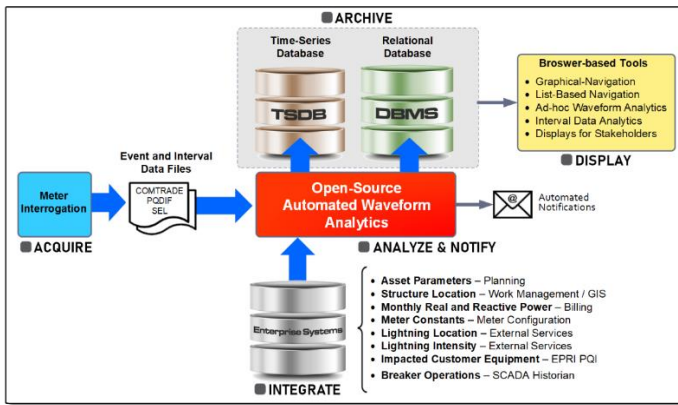 ARCHIVE
Time-Series
Database
Relational
Database
TSDB
DBMS
Broswer-based Tools
• Graphical-Navigation
• List-Based Navigation
• Ad-hoc Waveform Analytics
• Interval Data Analytics
• Displays for Stakeholders
DISPLAY
Event and Interval
Data Files
Meter
Interrogation
COMTRADE
PQDIF
SEL
Open-Source
Automated Waveform
Analytics
@
Automated
Notifications
ACQUIRE
ANALYZE & NOTIFY
Enterprise Systems
• Asset Parameters – Planning
• Structure Location – Work Management / GIS
• Monthly Real and Reactive Power – Billing
• Meter Constants – Meter Configuration
• Lightning Location – External Services
• Lightning Intensity – External Services
• Impacted Customer Equipment – EPRI PQI
• Breaker Operations – SCADA Historian
INTEGRATE